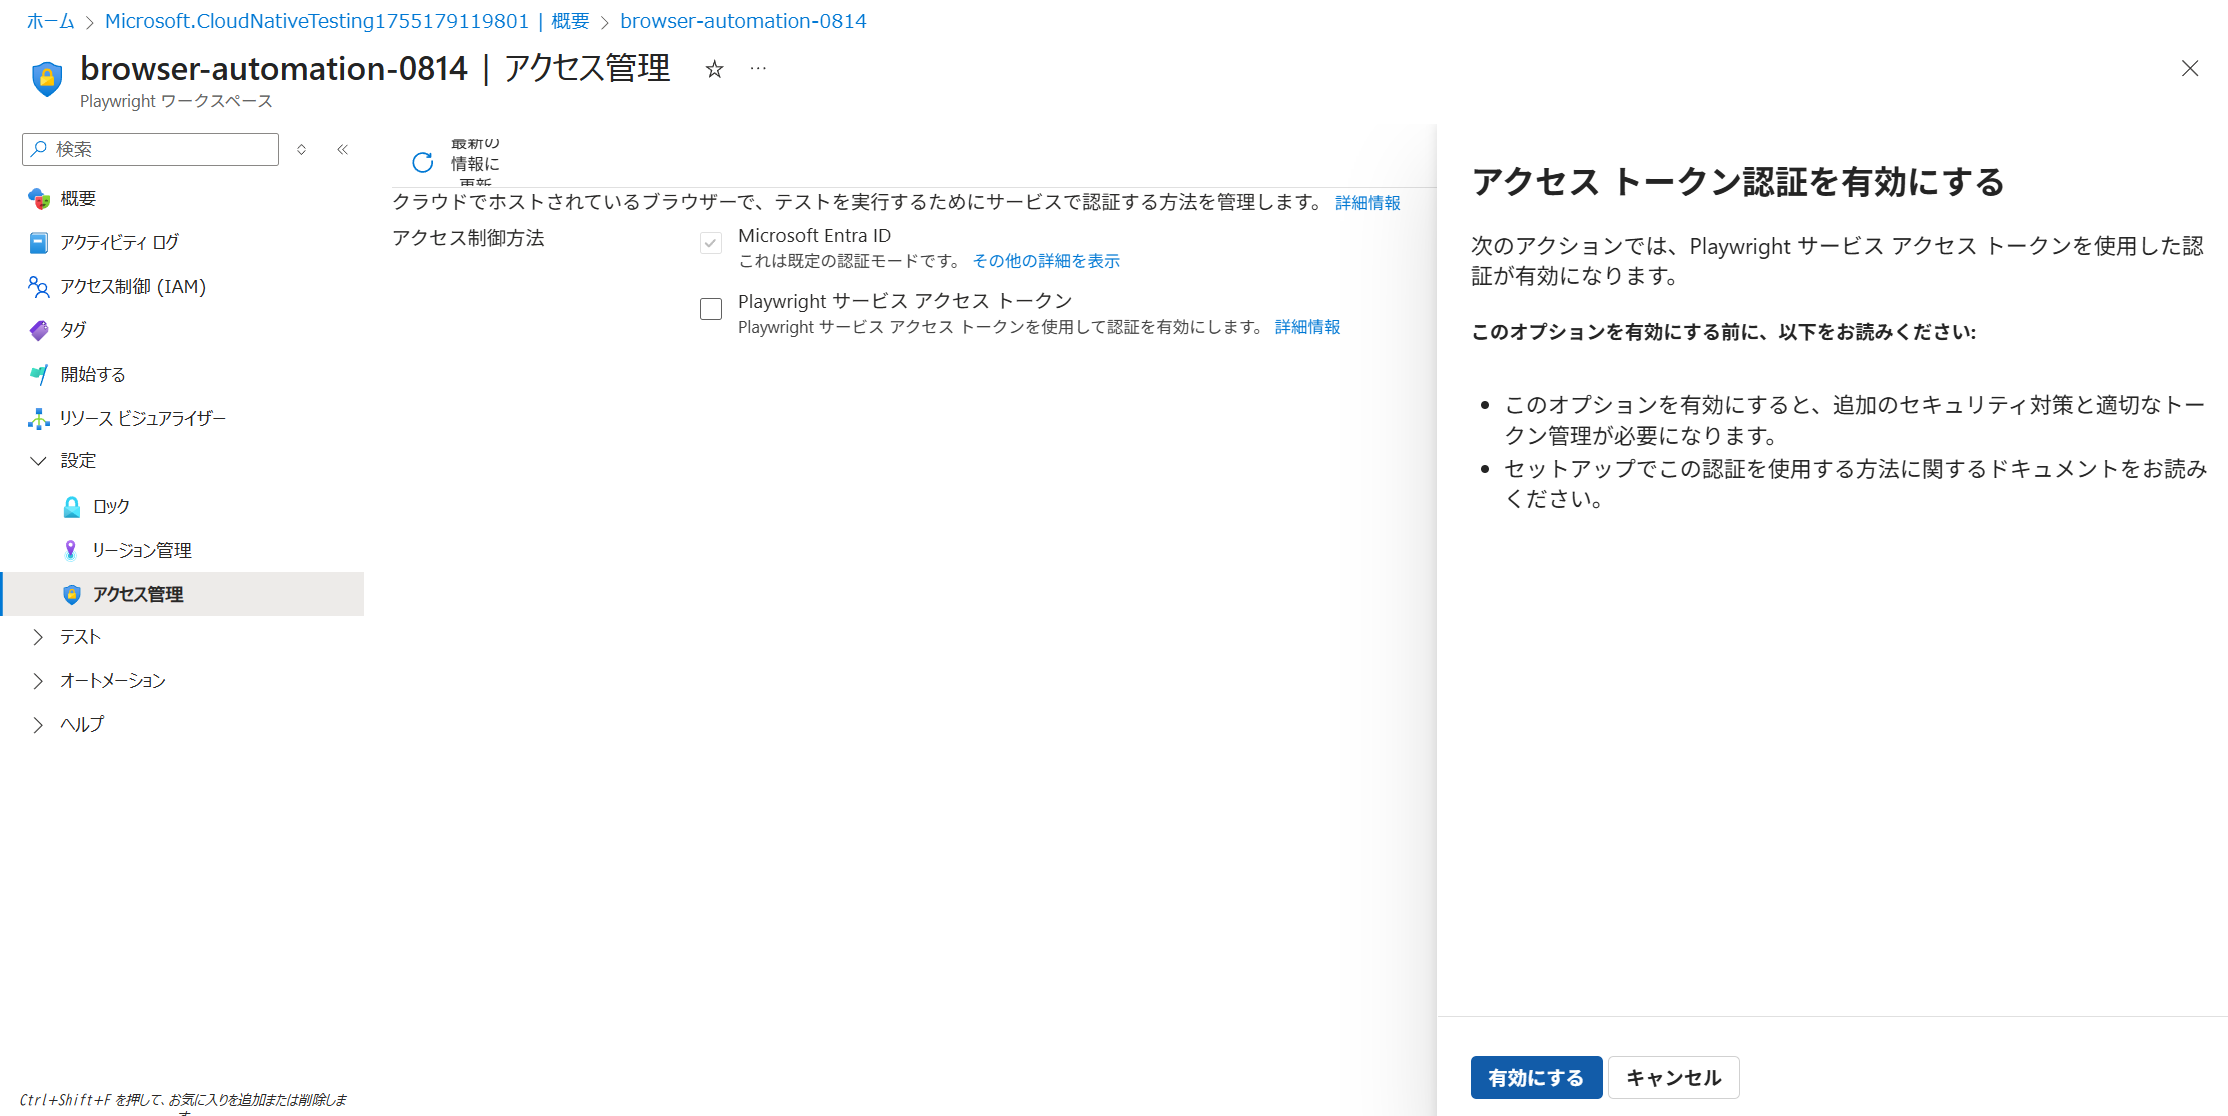 ホーム > Microsoft.CloudNativeTesting1755179119801 | 概要 > browser-automation-0814
browser-automation-0814 | アクセス管理 ☆ …
Playwright ワークスペース
検索
概要
アクティビティ ログ
アクセス制御 (IAM)
タグ
開始する
リソース ビジュアライザー
設定
ロック
リージョン管理
アクセス管理
テスト
オートメーション
ヘルプ
Ctrl+Shift+F を押して、お気に入りを追加または削除しま
す
最新の
情報に
更新
クラウドでホストされているブラウザーで、テストを実行するためにサービスで認証する方法を管理します。 詳細情報
アクセス制御方法
Microsoft Entra ID
これは既定の認証モードです。 その他の詳細を表示
Playwright サービス アクセス トークン
Playwright サービス アクセス トークンを使用して認証を有効にします。 詳細情報
アクセス トークン認証を有効にする
次のアクションでは、Playwright サービス アクセス トークンを使用した認
証が有効になります。
このオプションを有効にする前に、以下をお読みください:
• このオプションを有効にすると、追加のセキュリティ対策と適切なトー
クン管理が必要になります。
• セットアップでこの認証を使用する方法に関するドキュメントをお読み
ください。
有効にする
キャンセル